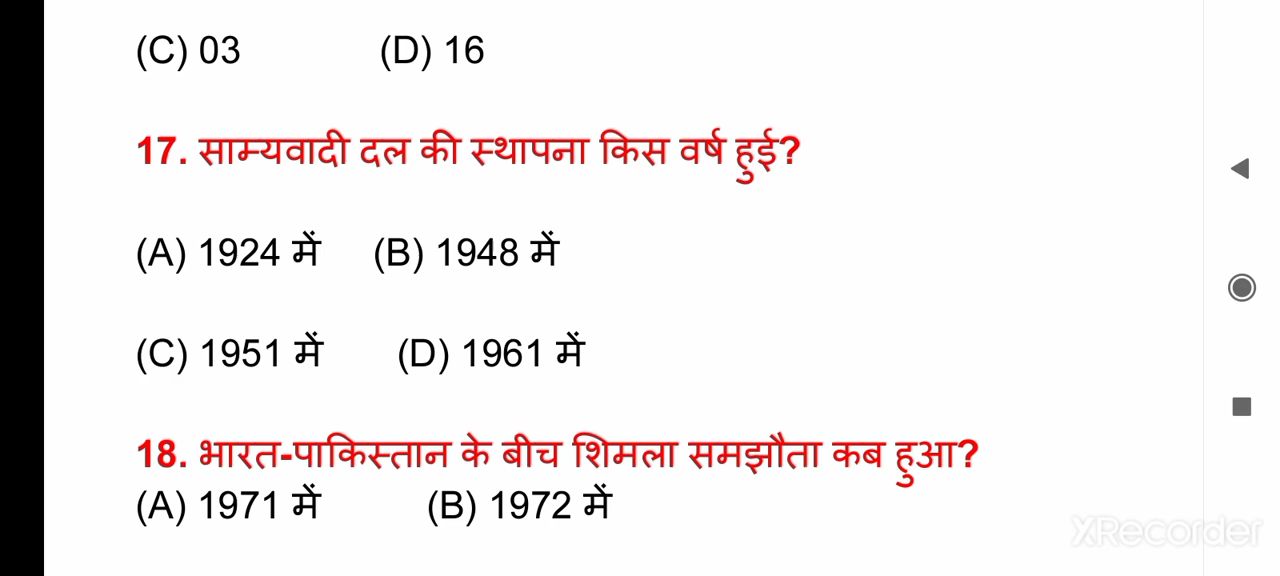 (C) 03 (D) 16
17. साम्यवादी दल की स्थापना किस वर्ष हुई?
(A) 1924 में (B) 1948 में
(C) 1951 में (D) 1961 में
18. भारत-पाकिस्तान के बीच शिमला समझौता कब हुआ?
(A) 1971 में (B) 1972 में
XRecorder